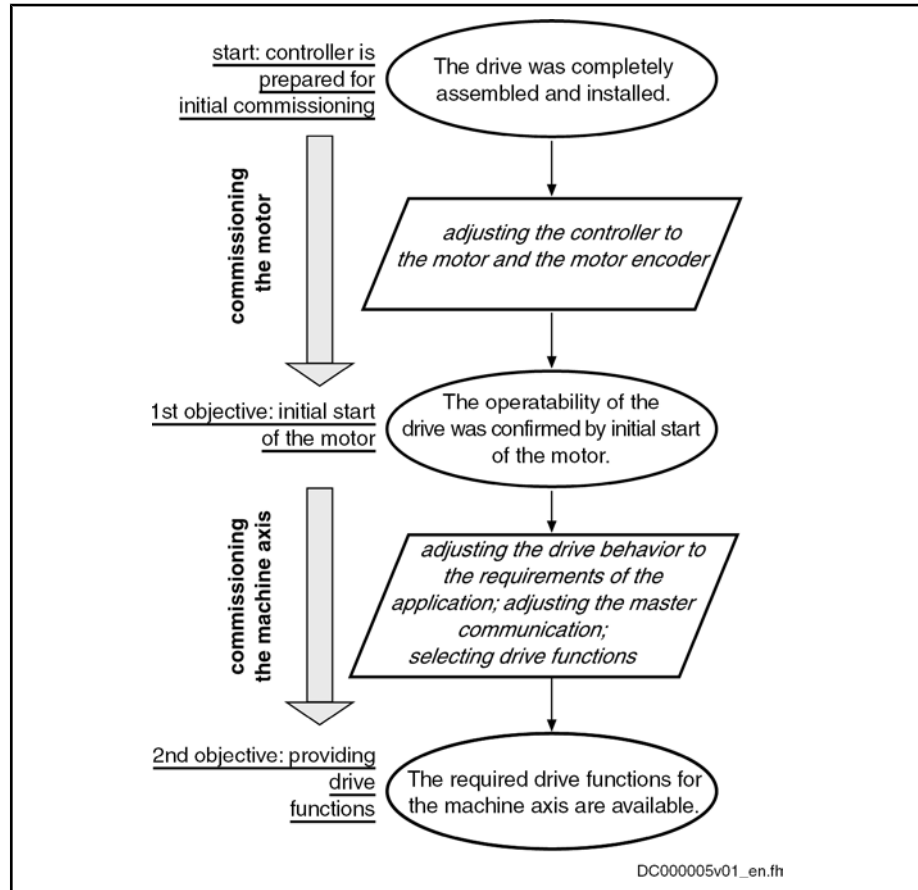 start: controller is
prepared for
initial commissioning
The drive was completely
assembled and installed.
commissioning
the motor
adjusting the controller to
the motor and the motor encoder
1st objective: initial start
of the motor
The operatability of the
drive was confirmed by initial start
of the motor.
commissioning
the machine axis
adjusting the drive behavior to
the requirements of the
application; adjusting the master
communication;
selecting drive functions
2nd objective: providing
drive
functions
The required drive functions for
the machine axis are available.
DC000005v01_en.fh